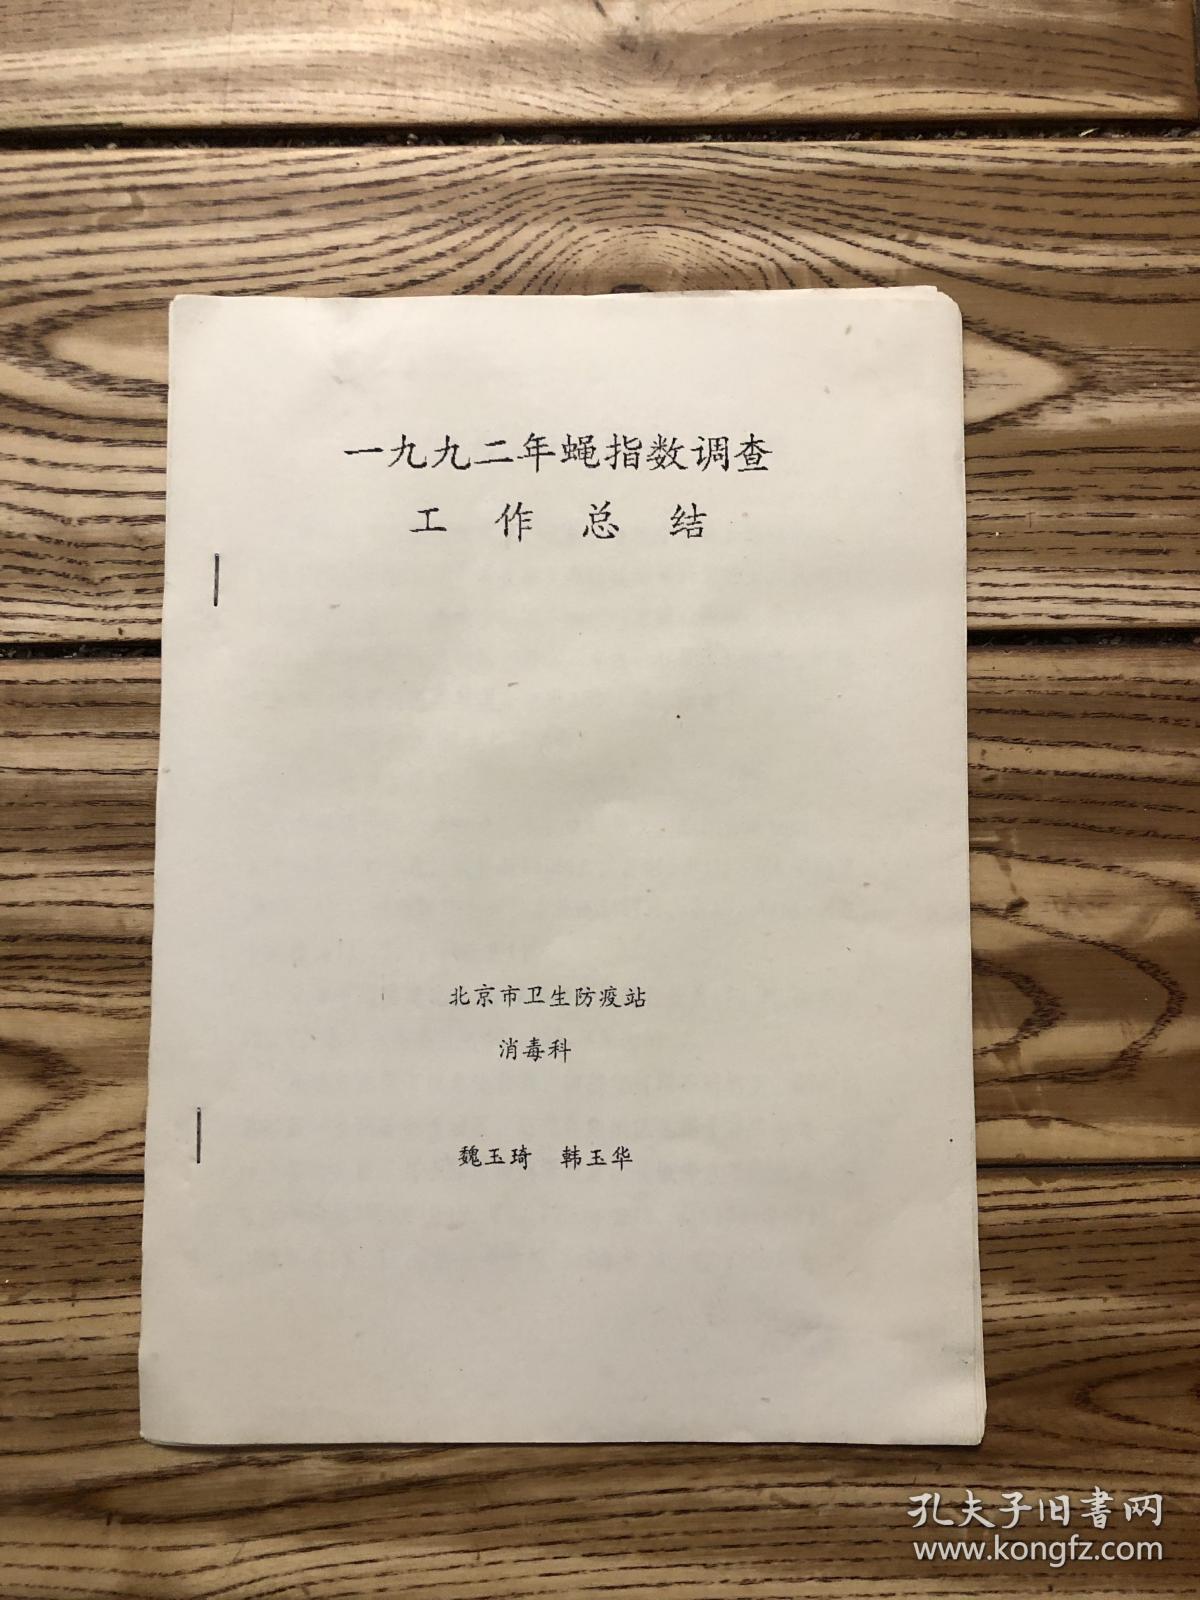 一九九二年蝇指数调查
工作总结
北京市卫生防疫站
消毒科
魏玉琦 韩玉华
孔夫子旧书网
www.kongfz.com